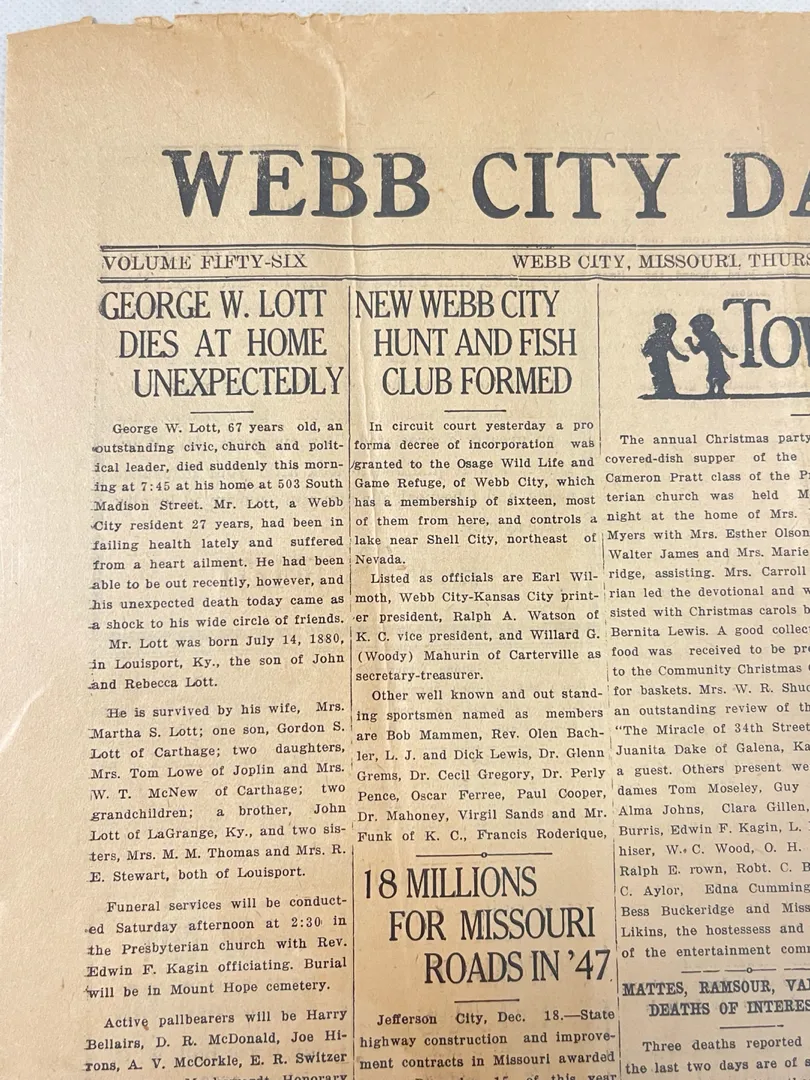 WEBB CITY
VOLUME FIFTY-SIX
WEBB CITY, MISSOURI,
GEORGE W. LOTT
DIES AT HOME
UNEXPECTEDLY
George W. Lott, 67 years old, an
outstanding civic, church and polit-
ical leader, died suddenly this morn-
ing at 7:45 at his home at 503 South
Madison Street. Mr. Lott, a Webb
City resident 27 years, had been in
failing health lately and suffered
from a heart ailment. He had been
able to be out recently, however, and
his unexpected death today came as
a shock to his wide circle of friends.
Mr. Lott was born July 14, 1880,
in Louisport, Ky., the son of John
and Rebecca Lott.
He is survived by his wife, Mrs.
Martha S. Lott; one son, Gordon S.
Lott of Carthage; two daughters,
Mrs. Tom Lowe of Joplin and Mrs.
W. T. McNew of Carthage; two
grandchildren; a brother, John
Lott of LaGrange, Ky., and two sis-
ters, Mrs. M. M. Thomas and Mrs. R.
E. Stewart, both of Louisport.
Funeral services will be conduct-
ed Saturday afternoon at 2:30 in
the Presbyterian church with Rev.
Edwin F. Kagin officiating. Burial
will be in Mount Hope cemetery.
Active pallbearers will be Harry
Bellairs, D. R. McDonald, Joe Hi-
rons, A. V. McCorkle, E. R. Switzer
Honorary
NEW WEBB CITY
HUNT AND FISH
CLUB FORMED
In circuit court yesterday a pro
forma decree of incorporation was
granted to the Osage Wild Life and
Game Refuge, of Webb City, which
has a membership of sixteen, most
of them from here, and controls a
lake near Shell City, northeast of
Nevada.
Listed as officials are Earl Wil-
moth, Webb City-Kansas City print-
er president, Ralph A. Watson of
K. C. vice president, and Willard G.
(Woody) Mahurin of Carterville as
secretary-treasurer.
Other well known and out stand-
ing sportsmen named as members
are Bob Mammen, Rev. Olen Bach-
ler, L. J. and Dick Lewis, Dr. Glenn
Grems, Dr. Cecil Gregory, Dr. Perly
Pence, Oscar Ferree, Paul Cooper,
Dr. Mahoney, Virgil Sands and Mr.
Funk of K. C., Francis Roderique,
18 MILLIONS
FOR MISSOURI
ROADS IN '47
Jefferson City, Dec. 18.—State
highway construction and improve-
ment contracts in Missouri awarded
15 of this year
The annual Christmas party
covered-dish supper of the
Cameron Pratt class of the
terian church was held
night at the home of Mrs.
Myers with Mrs. Esther Olson
Walter James and Mrs. Marie
ridge, assisting. Mrs. Carroll
rian led the devotional and
sisted with Christmas carols
Bernita Lewis. A good
food was received to be
to the Community Christmas
for baskets. Mrs. W. R.
an outstanding review of
"The Miracle of 34th Street
Juanita Dake of Galena,
a guest. Others present
dames Tom Moseley, Guy
Alma Johns, Clara Gillen,
Burris, Edwin F. Kagin, L.
hiser, W. C. Wood, O. H.
Ralph E. rown, Robt. C.
C. Aylor, Edna
Bess Buckeridge and
Likins, the hostessess and
of the entertainment
MATTES, RAMSOUR,
DEATHS OF
Three deaths reported
the last two days are of